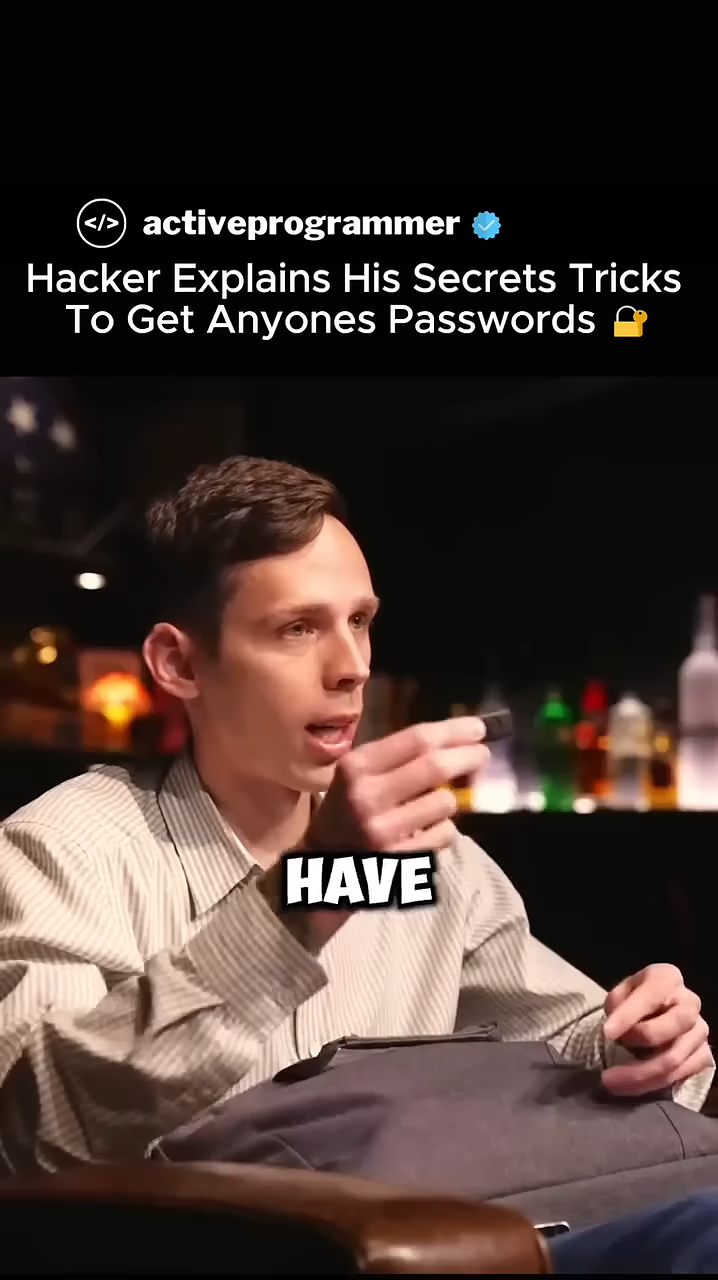 </> activeprogrammer
Hacker Explains His Secrets Tricks
To Get Anyones Passwords
HAVE